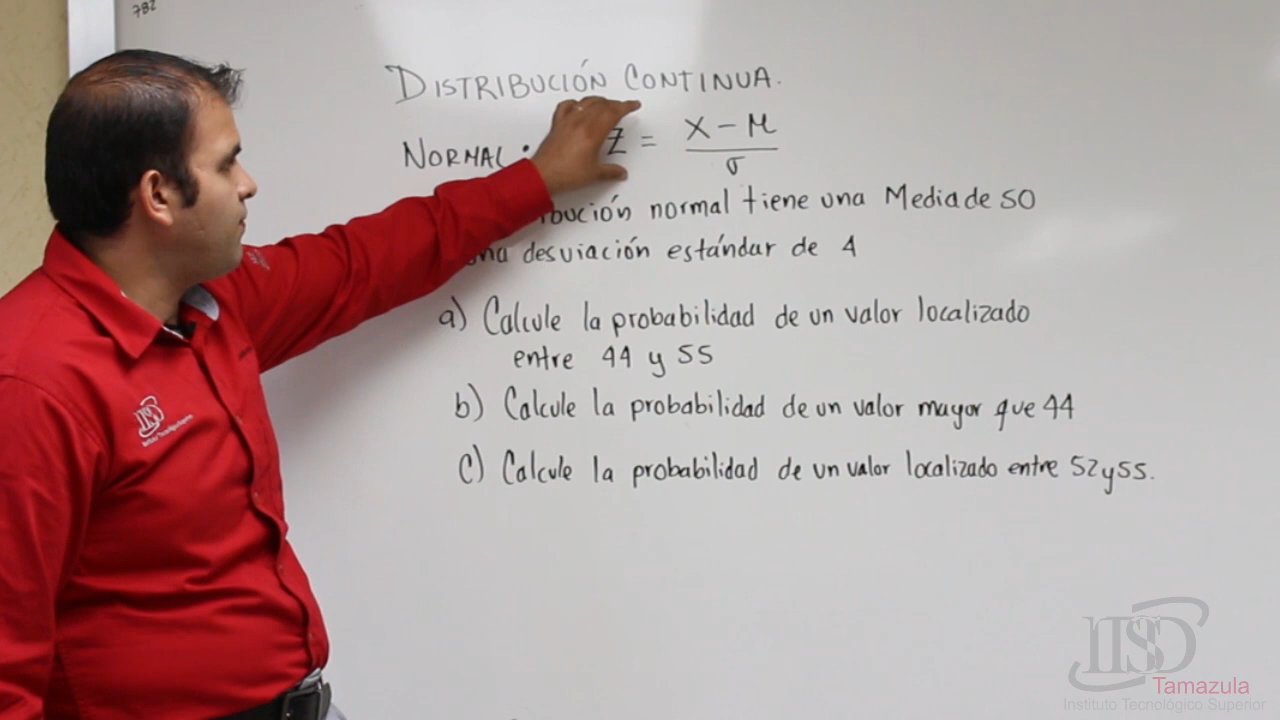 782
DISTRIBUCIÓN CONTINUA.
NORMAL: Z = X - M / σ
normal tiene una Media de 50
desviación estándar de 4
a) Calcule la probabilidad de un valor localizado
entre 44 y 55
b) Calcule la probabilidad de un valor mayor que 44
C) Calcule la probabilidad de un valor localizado entre 52 y 55.
ITSD
Tamazula
Instituto Tecnológico Superior